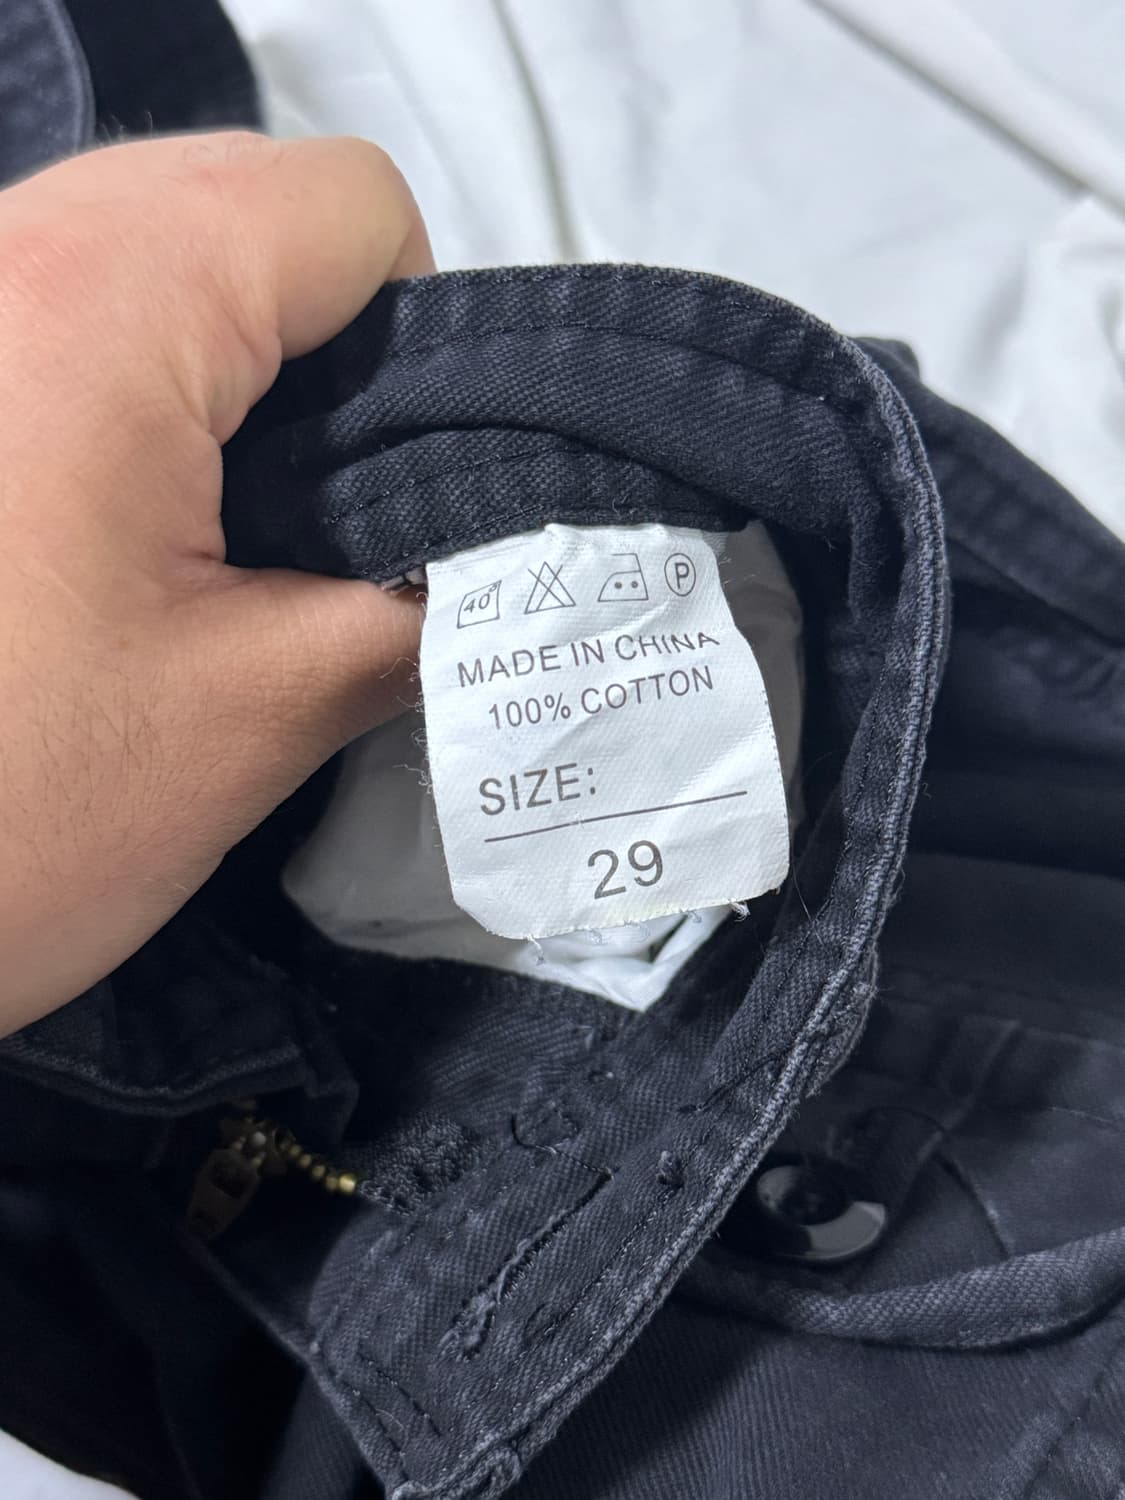 40° P
MADE IN CHINA
100% COTTON
SIZE:
29